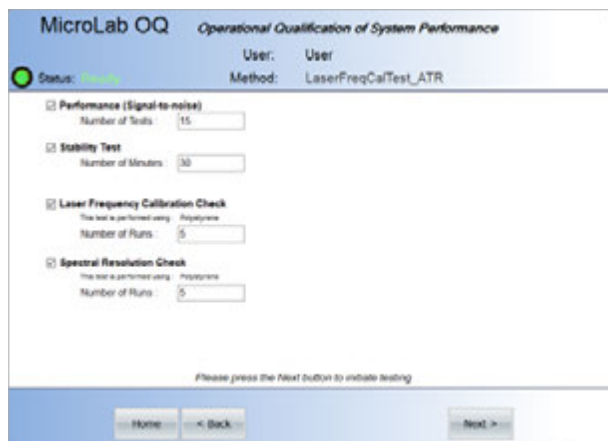 MicroLab OQ Operational Qualification of System Performance
User: User
Status: Ready Method: LaserFreqCalTest_ATR
Performance (Signal-to-noise)
Number of Tests : 15
Stability Test
Number of Minutes : 30
Laser Frequency Calibration Check
This test is performed using : Polystyrene
Number of Runs : 5
Spectral Resolution Check
This test is performed using : Polystyrene
Number of Runs : 5
Please press the Next button to initiate testing
Home < Back Next >